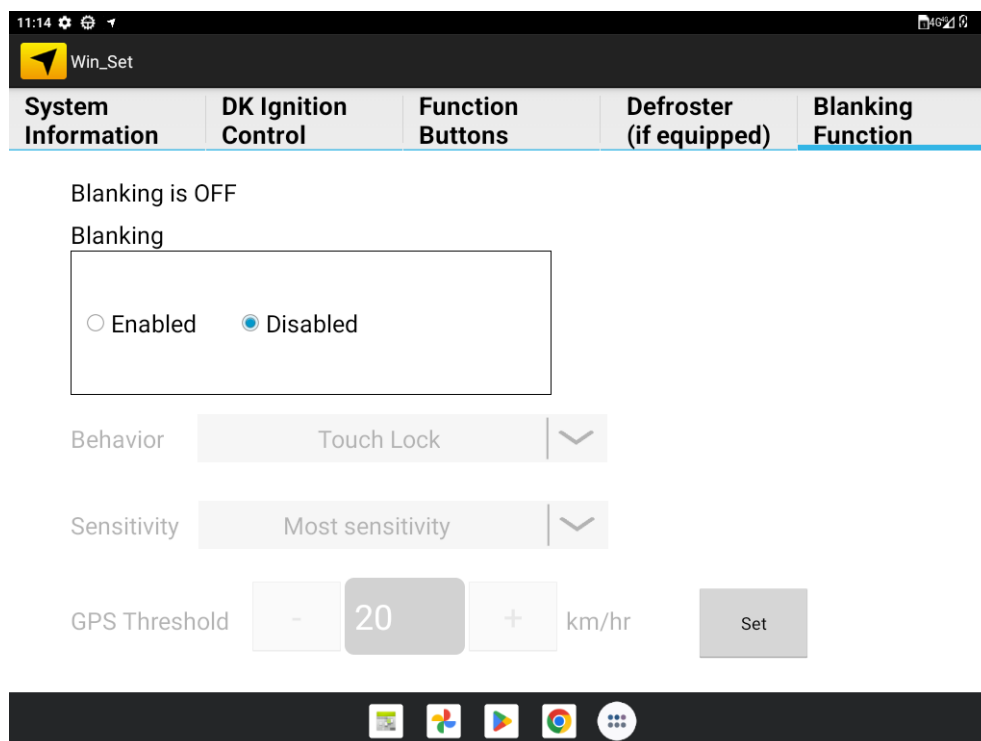 11:14
4G
Win_Set
System Information
DK Ignition Control
Function Buttons
Defroster (if equipped)
Blanking Function
Blanking is OFF
Blanking
Enabled Disabled
Behavior Touch Lock
Sensitivity Most sensitivity
GPS Threshold - 20 + km/hr Set